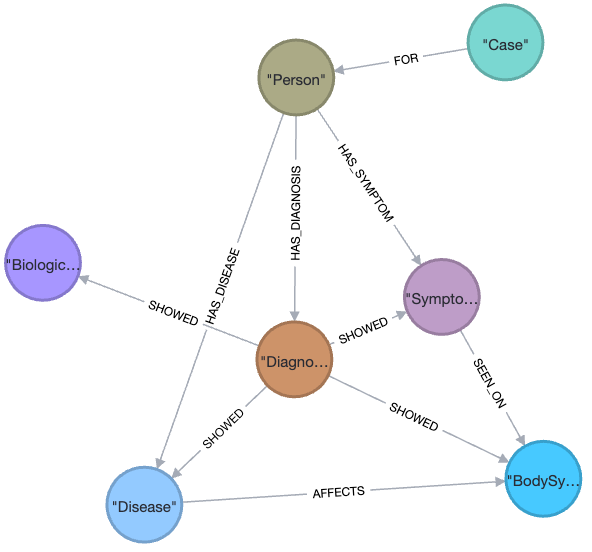 "Case"
FOR
"Person"
HAS_SYMPTOM
HAS_DIAGNOSIS
HAS_DISEASE
"Biologic...
SHOWED
"Sympto...
SHOWED
"Diagno...
SEEN_ON
SHOWED
SHOWED
"BodySy...
AFFECTS
"Disease"